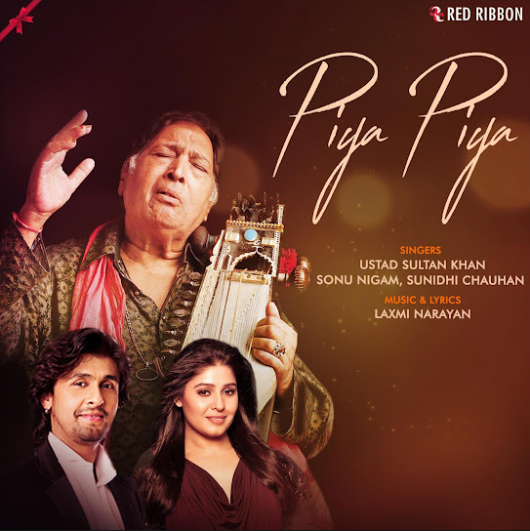 RED RIBBON
Piya Piya
SINGERS
USTAD SULTAN KHAN
SONU NIGAM, SUNIDHI CHAUHAN
MUSIC & LYRICS
LAXMI NARAYAN